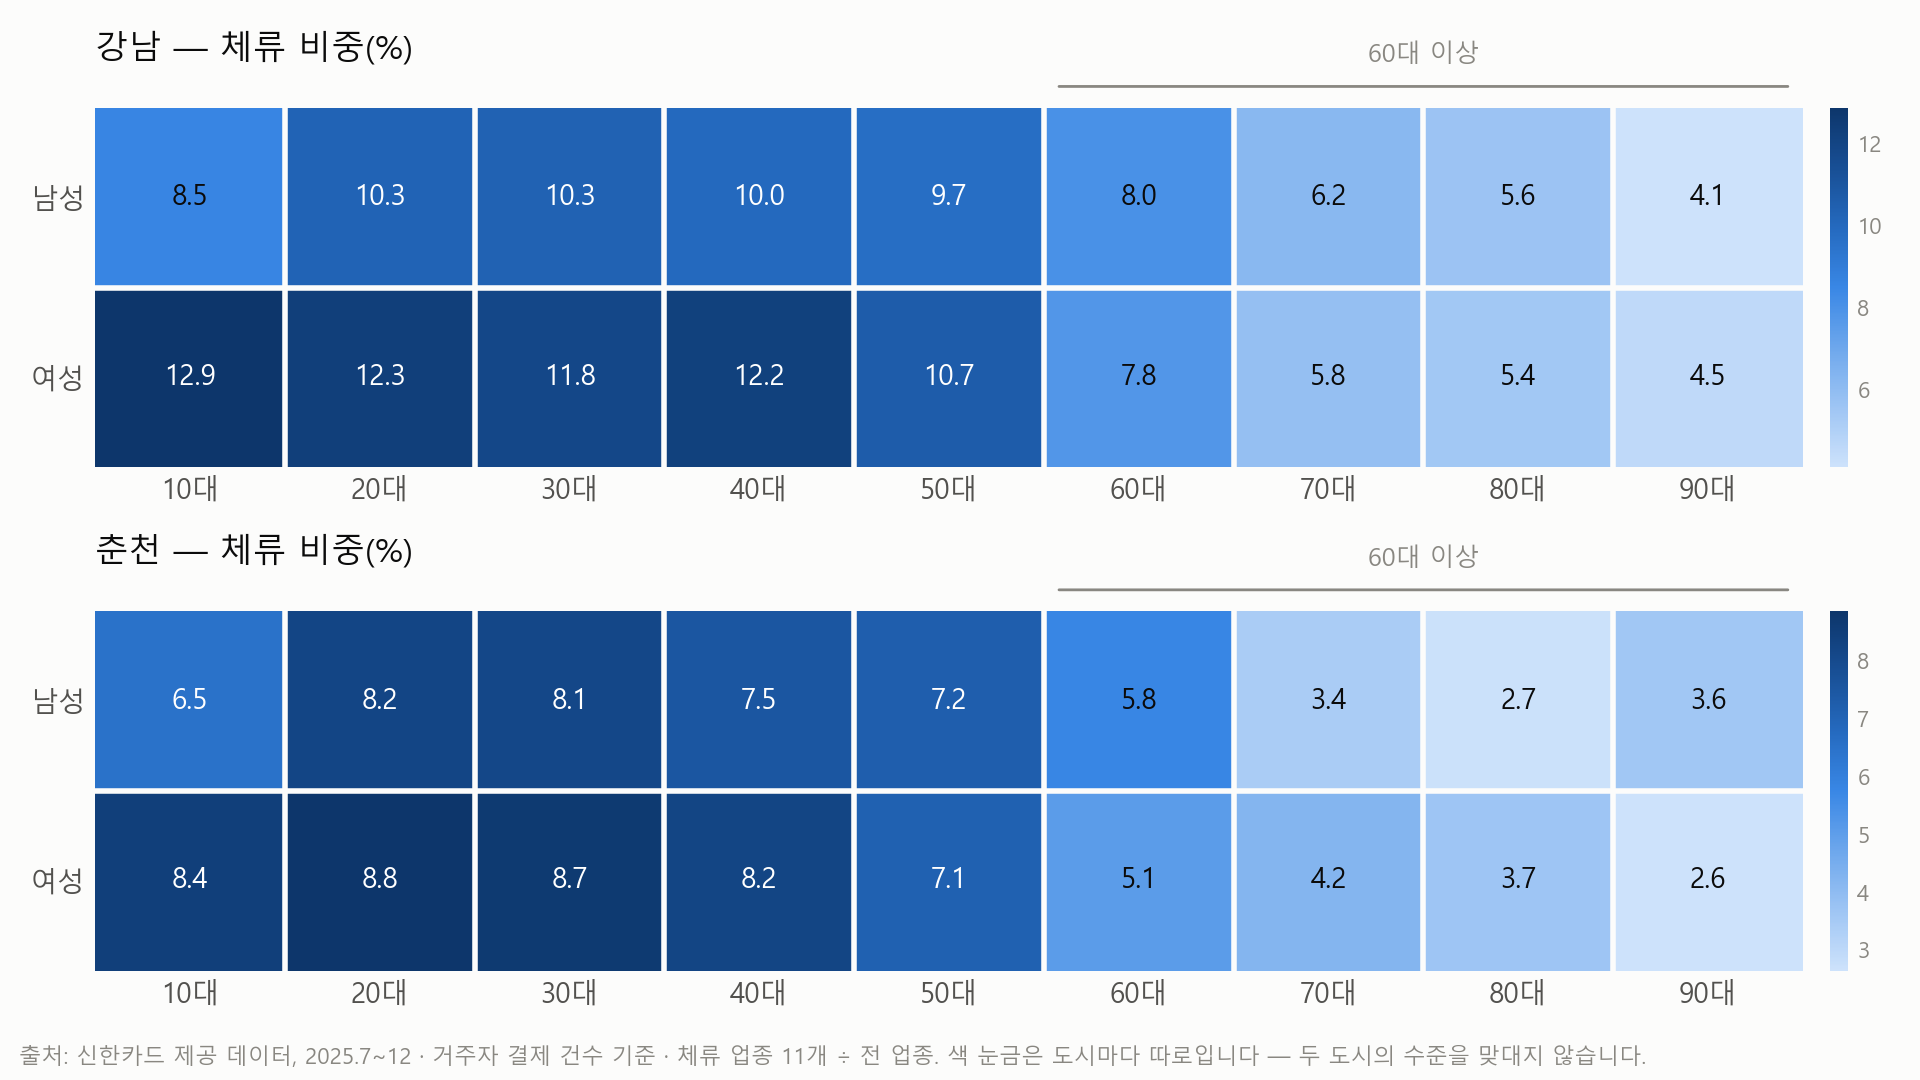 강남 — 체류 비중(%)
60대 이상
남성 8.5 10.3 10.3 10.0 9.7 8.0 6.2 5.6 4.1
여성 12.9 12.3 11.8 12.2 10.7 7.8 5.8 5.4 4.5
10대 20대 30대 40대 50대 60대 70대 80대 90대
12
10
8
6
춘천 — 체류 비중(%)
60대 이상
남성 6.5 8.2 8.1 7.5 7.2 5.8 3.4 2.7 3.6
여성 8.4 8.8 8.7 8.2 7.1 5.1 4.2 3.7 2.6
10대 20대 30대 40대 50대 60대 70대 80대 90대
8
7
6
5
4
3
출처: 신한카드 제공 데이터, 2025.7~12 · 거주자 결제 건수 기준 · 체류 업종 11개 ÷ 전 업종. 색 눈금은 도시마다 따로입니다 — 두 도시의 수준을 맞대지 않습니다.